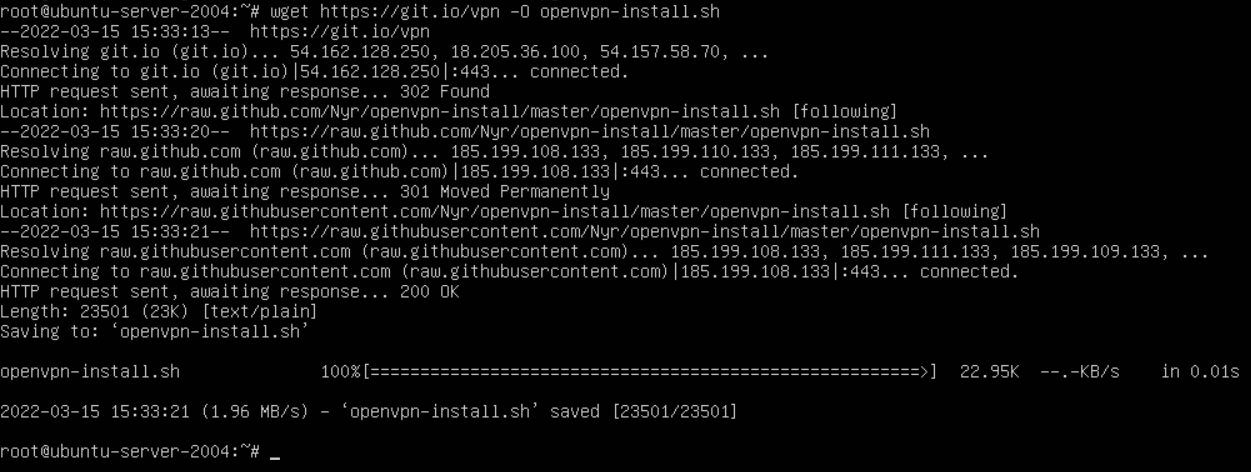 root@ubuntu-server-2004:~# wget https://git.io/vpn -O openvpn-install.sh
--2022-03-15 15:33:13--  https://git.io/vpn
Resolving git.io (git.io)... 54.162.128.250, 18.205.36.100, 54.157.58.70, ...
Connecting to git.io (git.io)|54.162.128.250|:443... connected.
HTTP request sent, awaiting response... 302 Found
Location: https://raw.github.com/Nyr/openvpn-install/master/openvpn-install.sh [following]
--2022-03-15 15:33:20--  https://raw.github.com/Nyr/openvpn-install/master/openvpn-install.sh
Resolving raw.github.com (raw.github.com)... 185.199.108.133, 185.199.110.133, 185.199.111.133, ...
Connecting to raw.github.com (raw.github.com)|185.199.108.133|:443... connected.
HTTP request sent, awaiting response... 301 Moved Permanently
Location: https://raw.githubusercontent.com/Nyr/openvpn-install/master/openvpn-install.sh [following]
--2022-03-15 15:33:21--  https://raw.githubusercontent.com/Nyr/openvpn-install/master/openvpn-install.sh
Resolving raw.githubusercontent.com (raw.githubusercontent.com)... 185.199.108.133, 185.199.111.133, 185.199.109.133, ...
Connecting to raw.githubusercontent.com (raw.githubusercontent.com)|185.199.108.133|:443... connected.
HTTP request sent, awaiting response... 200 OK
Length: 23501 (23K) [text/plain]
Saving to: ‘openvpn-install.sh’
openvpn-install.sh              100%[=======================================================>]  22.95K  --.-KB/s    in 0.01s
2022-03-15 15:33:21 (1.96 MB/s) - ‘openvpn-install.sh’ saved [23501/23501]
root@ubuntu-server-2004:~# _